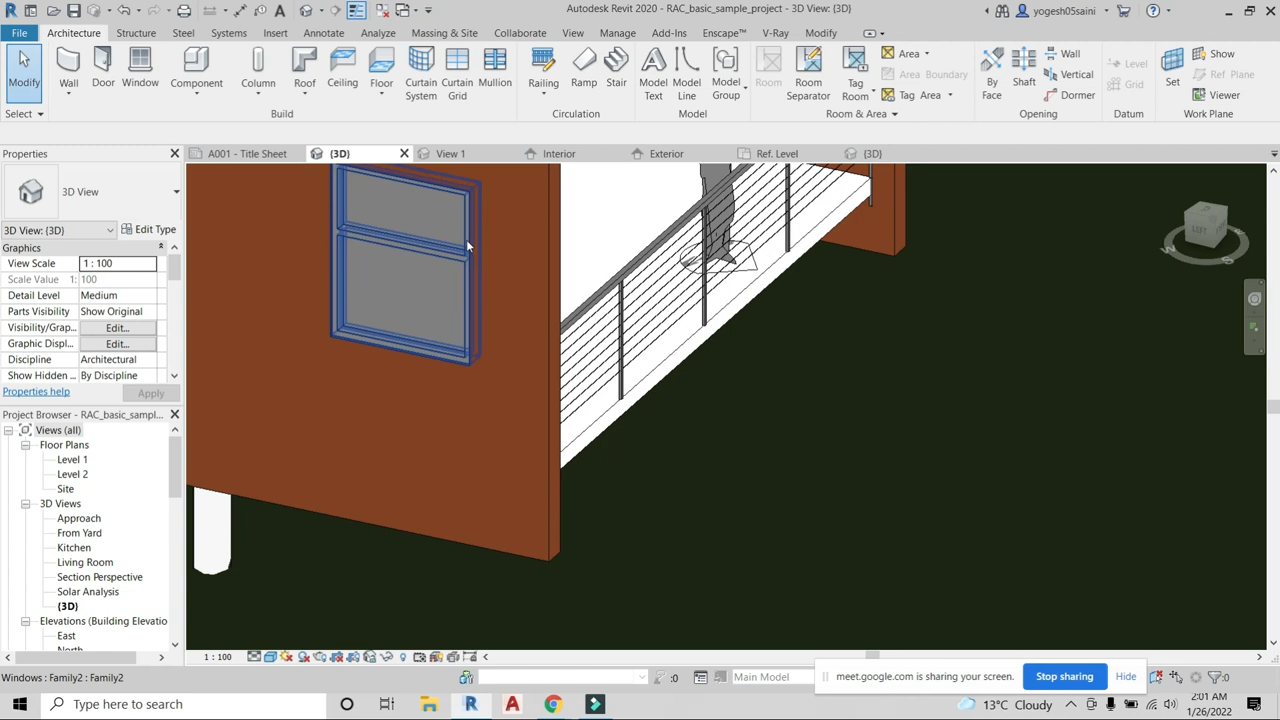 Autodesk Revit 2020 - RAC_basic_sample_project - 3D View: {3D}
yogesh05saini
File
Architecture
Structure
Steel
Systems
Insert
Annotate
Analyze
Massing & Site
Collaborate
View
Manage
Add-Ins
Enscape™
V-Ray
Modify
Modify
Wall
Door
Window
Component
Column
Roof
Ceiling
Floor
Curtain System
Curtain Grid
Mullion
Railing
Ramp
Stair
Model Text
Model Line
Model Group
Room
Room Separator
Tag Room
Area
Area Boundary
Tag Area
By Face
Shaft
Wall
Vertical
Dormer
Level
Grid
Set
Show
Ref Plane
Viewer
Select
Build
Circulation
Model
Room & Area
Opening
Datum
Work Plane
Properties
A001 - Title Sheet
{3D}
View 1
Interior
Exterior
Ref. Level
{3D}
3D View
3D View: {3D}
Edit Type
Graphics
View Scale
1 : 100
Scale Value 1:
100
Detail Level
Medium
Parts Visibility
Show Original
Visibility/Grap...
Edit...
Graphic Displ...
Edit...
Discipline
Architectural
Show Hidden ...
By Discipline
Properties help
Apply
Project Browser - RAC_basic_sampl...
Views (all)
Floor Plans
Level 1
Level 2
Site
3D Views
Approach
From Yard
Kitchen
Living Room
Section Perspective
Solar Analysis
{3D}
Elevations (Building Elevatio
East
North
LEFT
1 : 100
Windows : Family2 : Family2
:0
Main Model
meet.google.com is sharing your screen.
Stop sharing
Hide
:0
Type here to search
13°C Cloudy
2:01 AM
1/26/2022